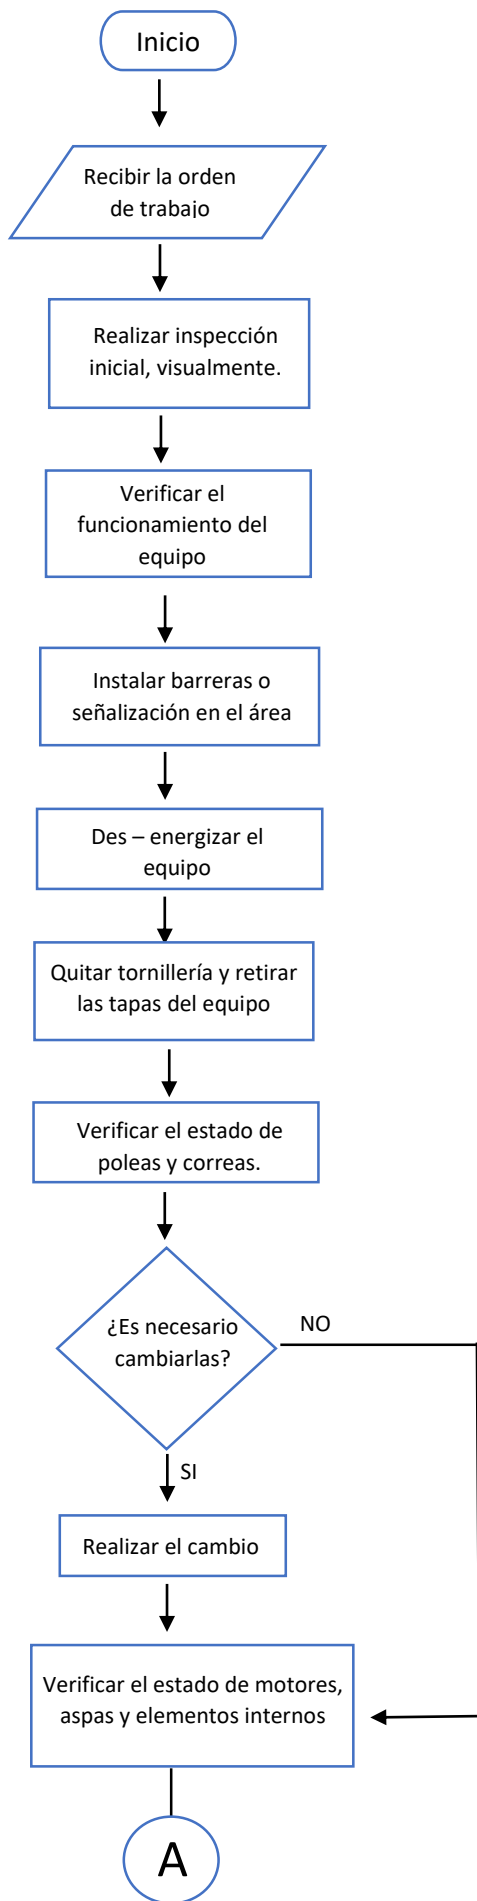 Inicio
Recibir la orden
de trabajo
Realizar inspección
inicial, visualmente.
Verificar el
funcionamiento del
equipo
Instalar barreras o
señalización en el área
Des – energizar el
equipo
Quitar tornillería y retirar
las tapas del equipo
Verificar el estado de
poleas y correas.
¿Es necesario
cambiarlas?
NO
SI
Realizar el cambio
Verificar el estado de motores,
aspas y elementos internos
A